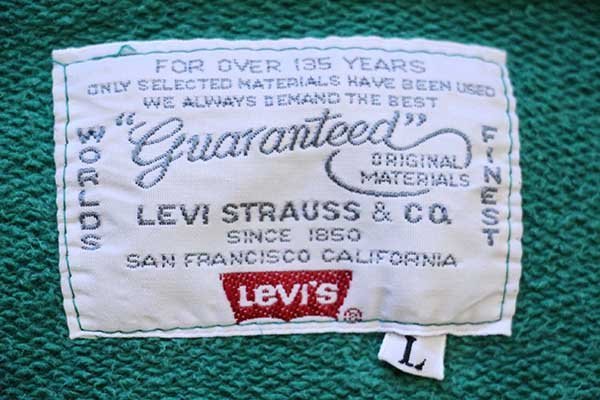 FOR OVER 135 YEARS
ONLY SELECTED MATERIALS HAVE BEEN USED
WE ALWAYS DEMAND THE BEST
WORLDS
"Guaranteed"
FINEST
ORIGINAL
MATERIALS
LEVI STRAUSS & CO.
SINCE 1850
SAN FRANCISCO CALIFORNIA
LEVI'S ®
L